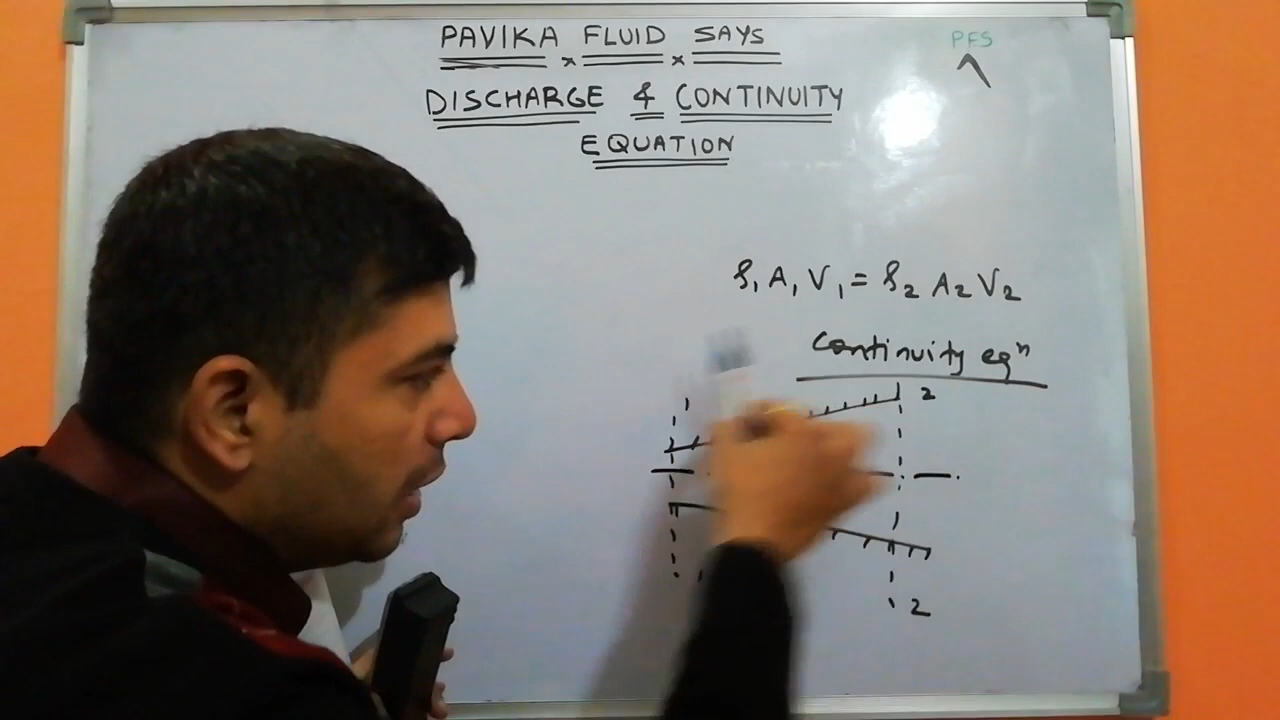 PAVIKA FLUID SAYS
PFS
DISCHARGE & CONTINUITY
EQUATION
ρ₁ A₁ V₁ = ρ₂ A₂ V₂
Continuity eqⁿ
2
2